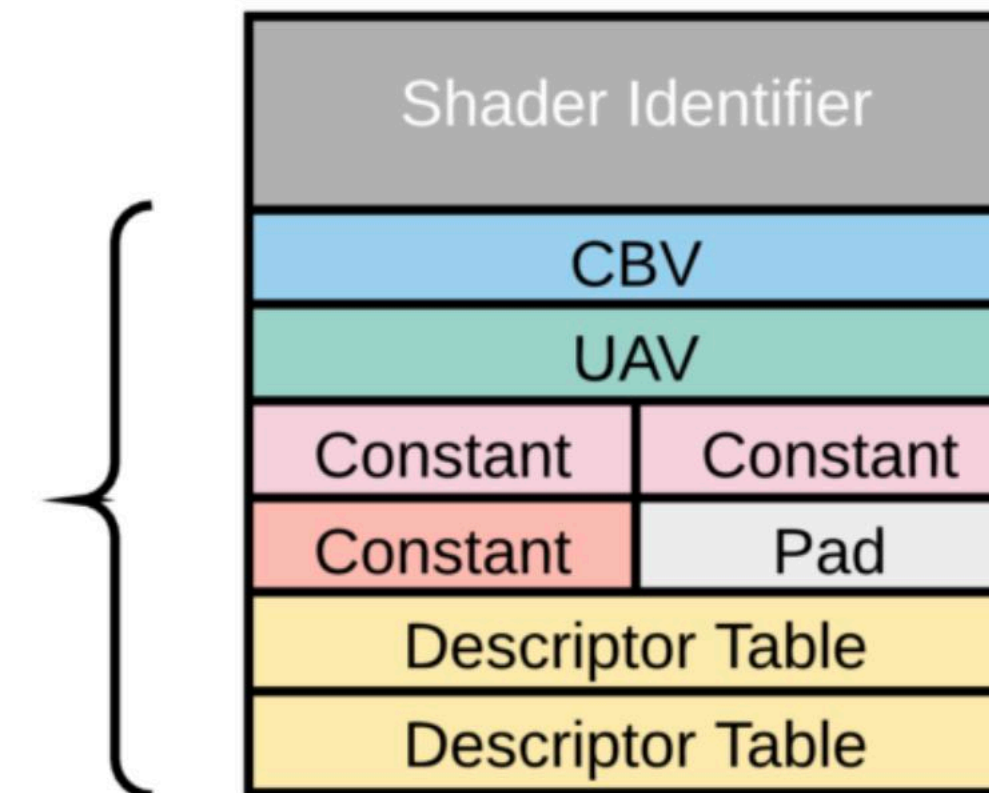 Shader Identifier
CBV
UAV
Constant Constant
Constant Pad
Descriptor Table
Descriptor Table